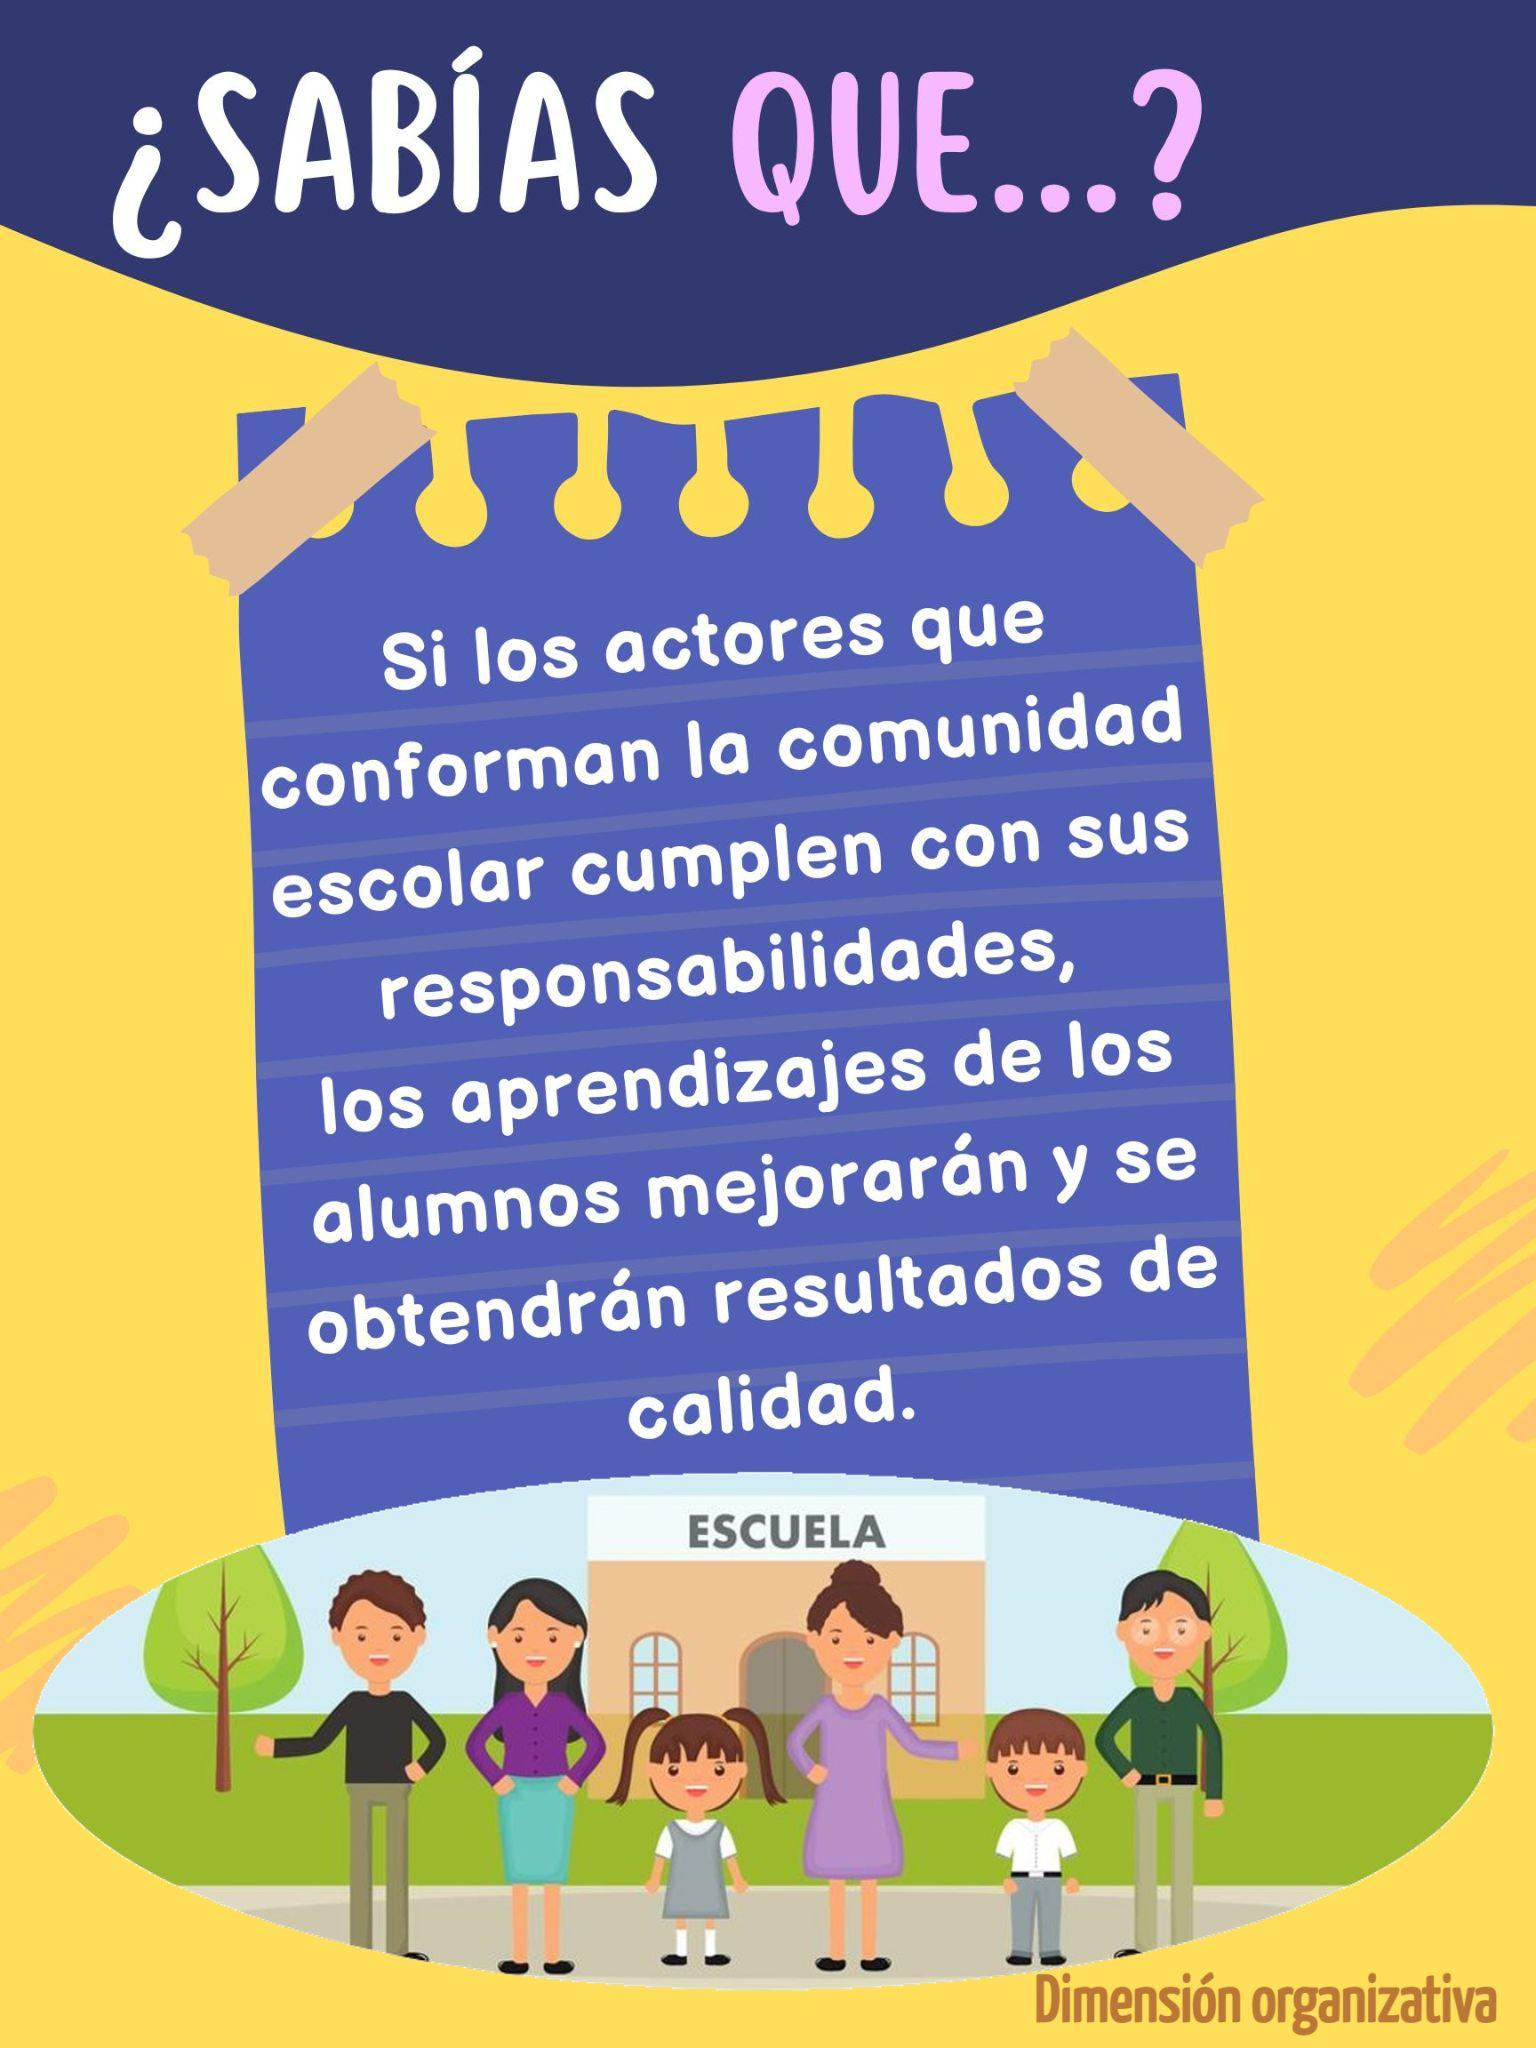 ¿SABÍAS QUE...?
Si los actores que
conforman la comunidad
escolar cumplen con sus
responsabilidades,
los aprendizajes de los
alumnos mejorarán y se
obtendrán resultados de
calidad.
ESCUELA
Dimensión organizativa